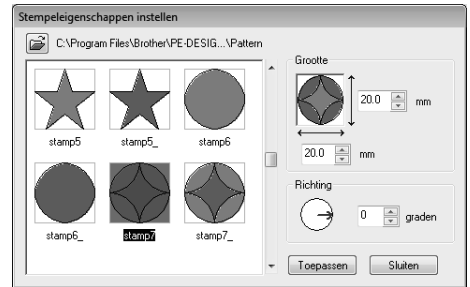 Stempeleigenschappen instellen
C:\Program Files\Brother\PE-DESIG...\Pattern
stamp5 stamp5_ stamp6
stamp6_ stamp7 stamp7_
Grootte
20.0 mm
20.0 mm
Richting
0 graden
Toepassen Sluiten